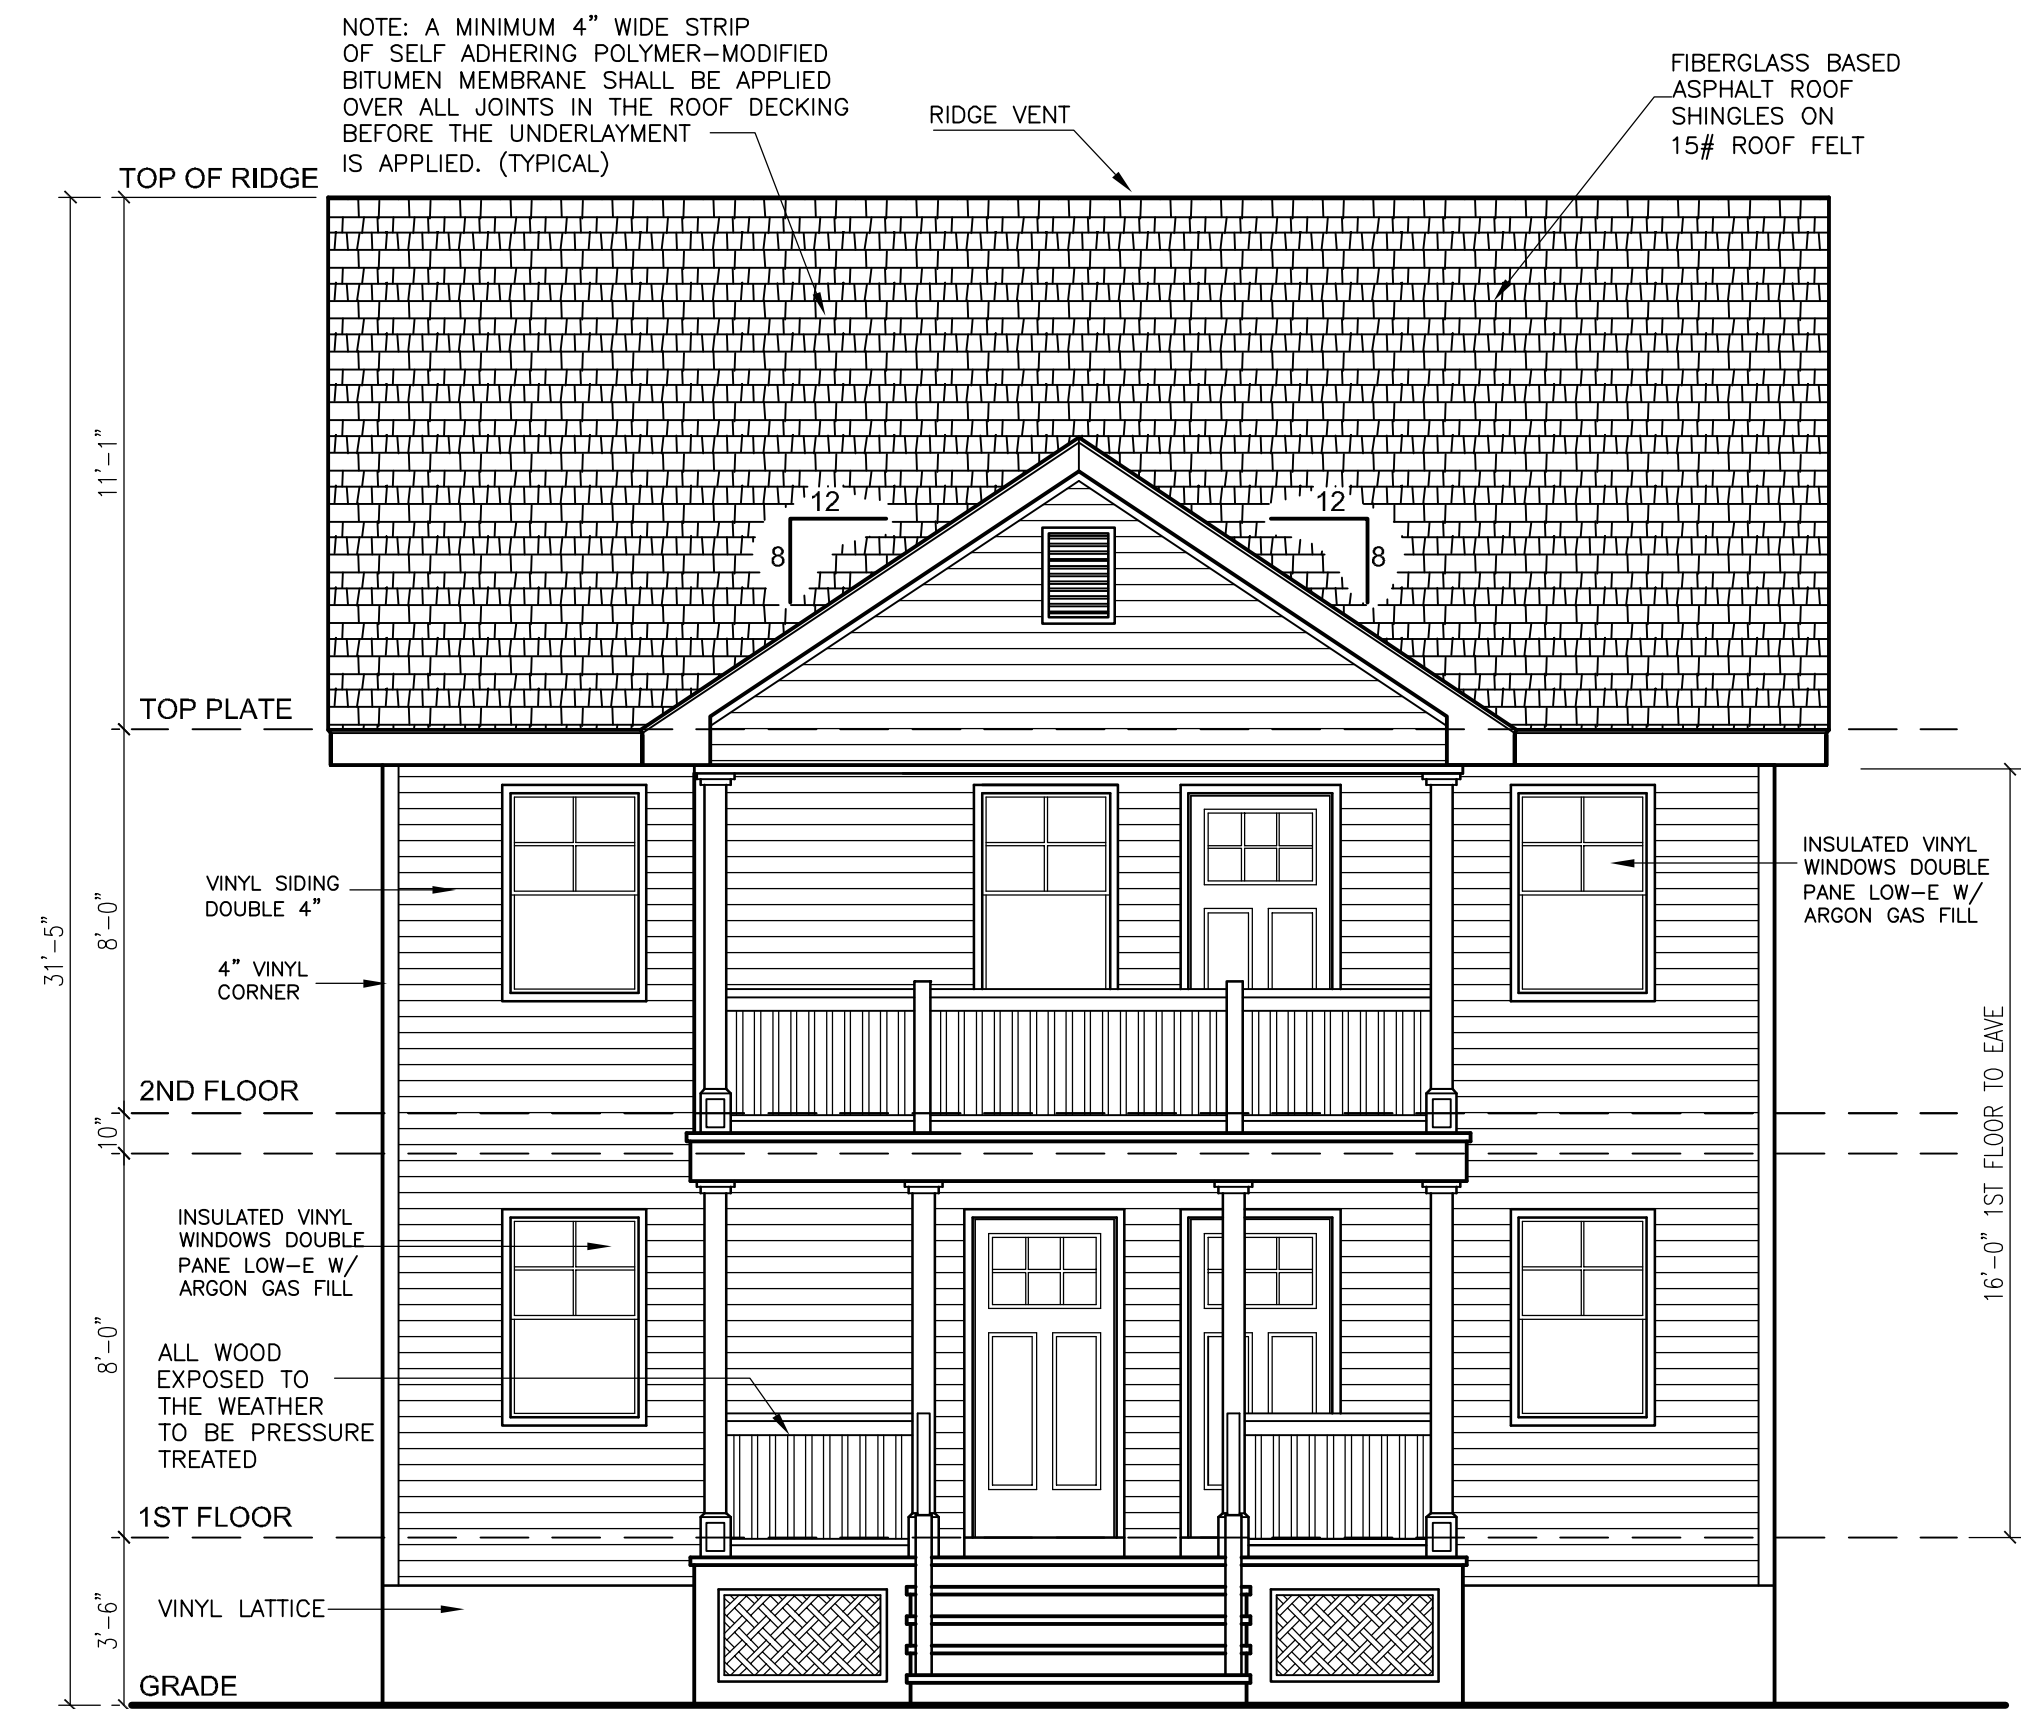 NOTE: A MINIMUM 4" WIDE STRIP
OF SELF ADHERING POLYMER-MODIFIED
BITUMEN MEMBRANE SHALL BE APPLIED
OVER ALL JOINTS IN THE ROOF DECKING
BEFORE THE UNDERLAYMENT
IS APPLIED. (TYPICAL)
RIDGE VENT
FIBERGLASS BASED
ASPHALT ROOF
SHINGLES ON
15# ROOF FELT
TOP OF RIDGE
11'-1"
12
8
12
8
TOP PLATE
VINYL SIDING
DOUBLE 4"
4" VINYL
CORNER
8'-0"
31'-5"
INSULATED VINYL
WINDOWS DOUBLE
PANE LOW-E W/
ARGON GAS FILL
2ND FLOOR
10"
16'-0" 1ST FLOOR TO EAVE
INSULATED VINYL
WINDOWS DOUBLE
PANE LOW-E W/
ARGON GAS FILL
8'-0"
ALL WOOD
EXPOSED TO
THE WEATHER
TO BE PRESSURE
TREATED
1ST FLOOR
3'-6"
VINYL LATTICE
GRADE